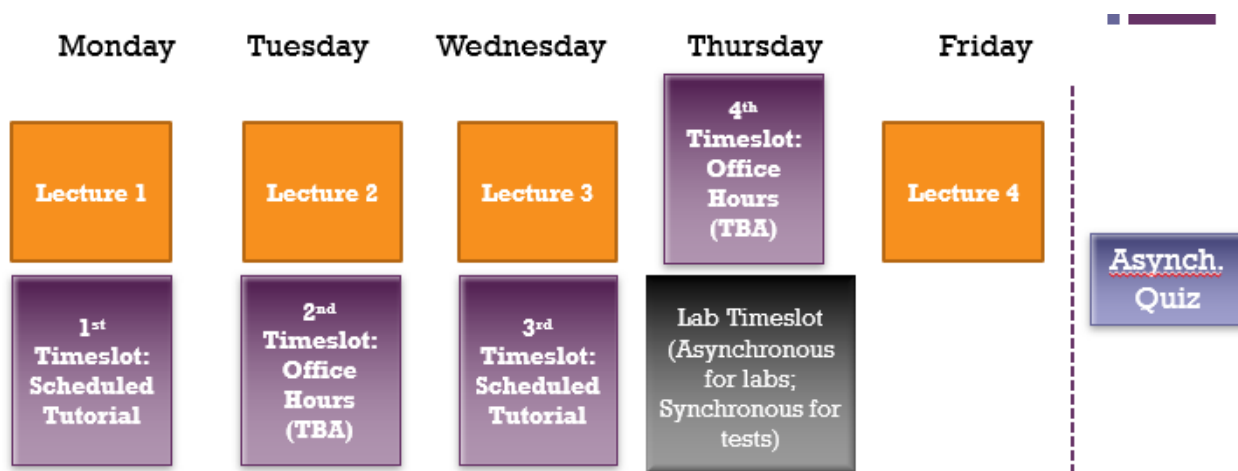 Monday
Tuesday
Wednesday
Thursday
Friday
Lecture 1
Lecture 2
Lecture 3
4th
Timeslot:
Office
Hours
(TBA)
Lecture 4
1st
Timeslot:
Scheduled
Tutorial
2nd
Timeslot:
Office
Hours
(TBA)
3rd
Timeslot:
Scheduled
Tutorial
Lab Timeslot
(Asynchronous
for labs;
Synchronous for
tests)
Asynch.
Quiz